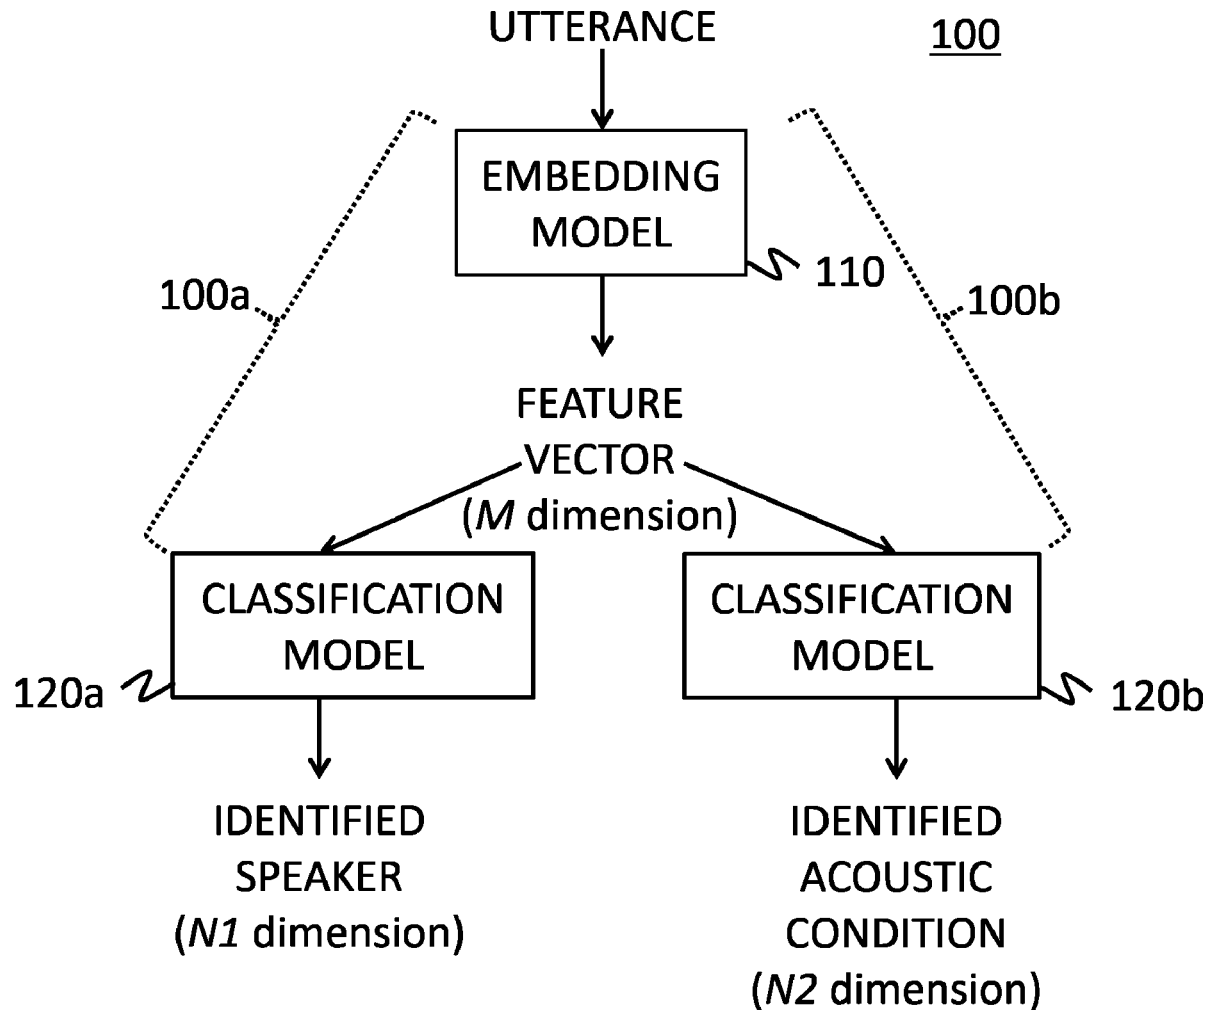 UTTERANCE
100
EMBEDDING
MODEL
110
100a
100b
FEATURE
VECTOR
(M dimension)
CLASSIFICATION
MODEL
120a
CLASSIFICATION
MODEL
120b
IDENTIFIED
SPEAKER
(N1 dimension)
IDENTIFIED
ACOUSTIC
CONDITION
(N2 dimension)